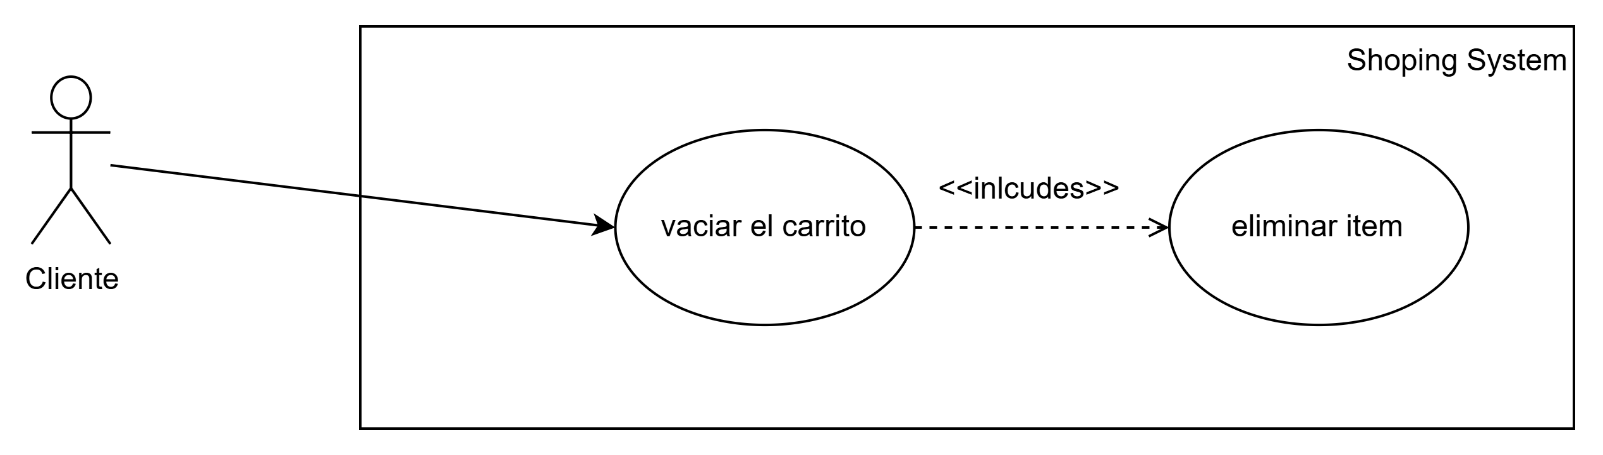 Shoping System
Cliente
vaciar el carrito
<<inlcudes>>
eliminar item